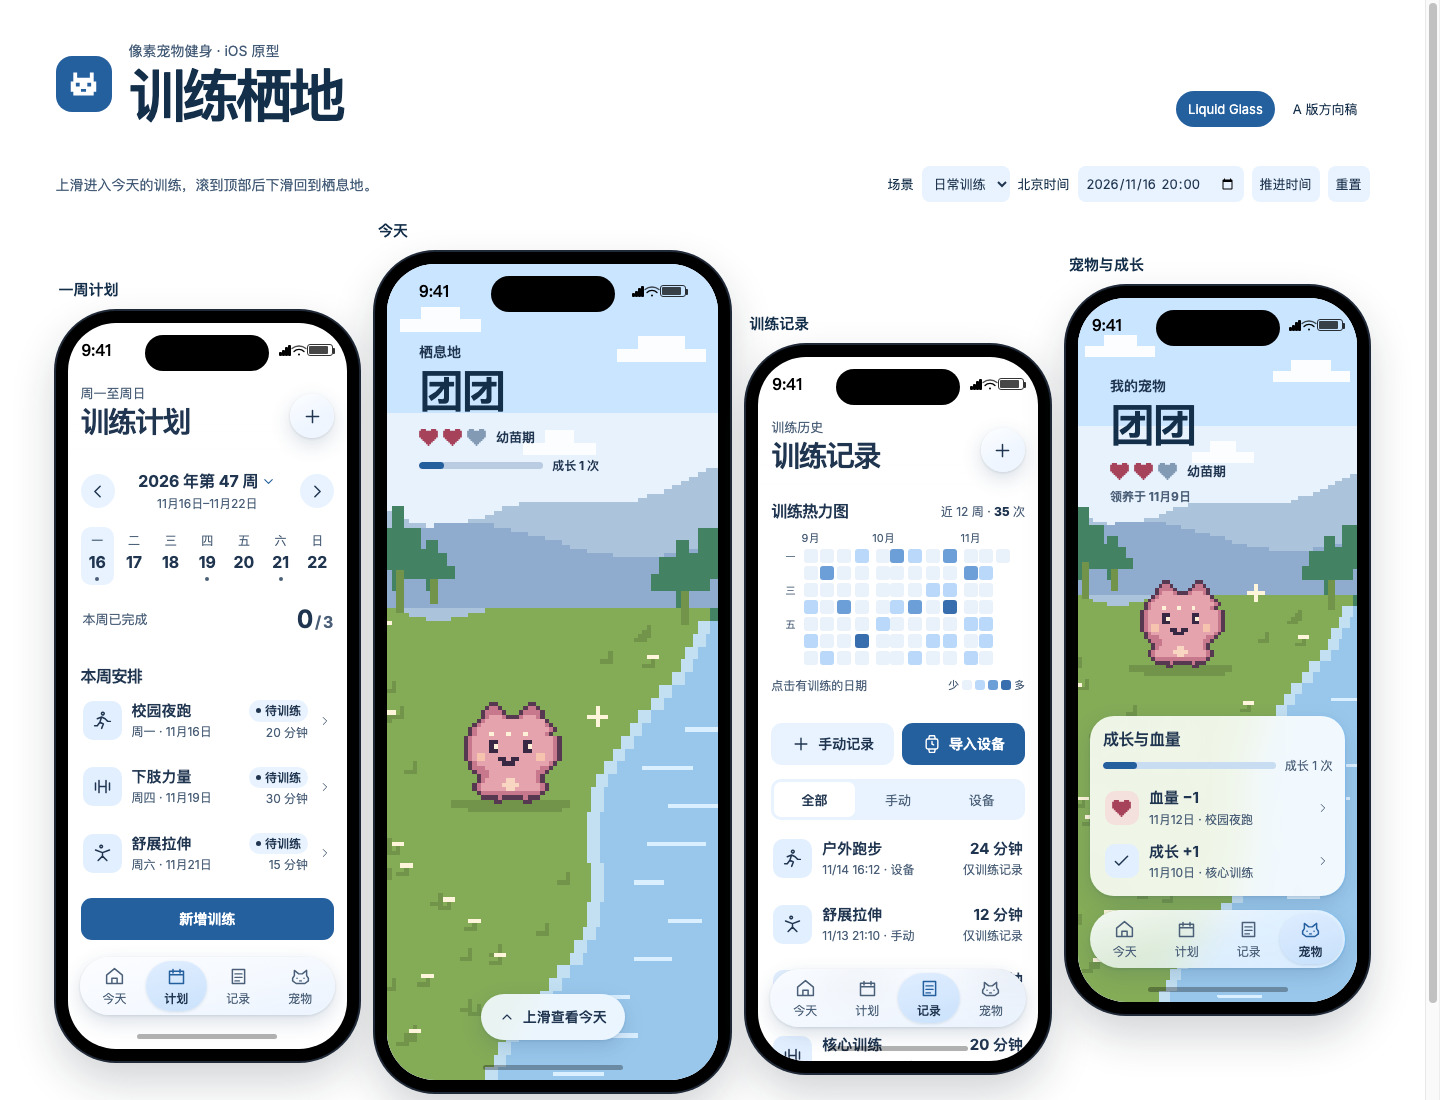 像素宠物健身 · iOS 原型
训练栖地
Liquid Glass
A 版方向稿
上滑进入今天的训练，滚到顶部后下滑回到栖息地。
场景
日常训练
北京时间
2026/11/16 20:00
推进时间
重置
一周计划
9:41
周一至周日
训练计划
2026 年第 47 周
11月16日–11月22日
一 二 三 四 五 六 日
16 17 18 19 20 21 22
本周已完成
0/3
本周安排
校园夜跑
待训练
周一 · 11月16日
20 分钟
下肢力量
待训练
周四 · 11月19日
30 分钟
舒展拉伸
待训练
周六 · 11月21日
15 分钟
新增训练
今天 计划 记录 宠物
今天
9:41
栖息地
团团
幼苗期
成长 1 次
上滑查看今天
训练记录
9:41
训练历史
训练记录
训练热力图
近 12 周 · 35 次
9月 10月 11月
一
三
五
点击有训练的日期
少 多
手动记录
导入设备
全部 手动 设备
户外跑步
24 分钟
11/14 16:12 · 设备
仅训练记录
舒展拉伸
12 分钟
11/13 21:10 · 手动
仅训练记录
今天 计划 记录 宠物
核心训练
20 分钟
宠物与成长
9:41
我的宠物
团团
幼苗期
领养于 11月9日
成长与血量
成长 1 次
血量 −1
11月12日 · 校园夜跑
成长 +1
11月10日 · 核心训练
今天 计划 记录 宠物